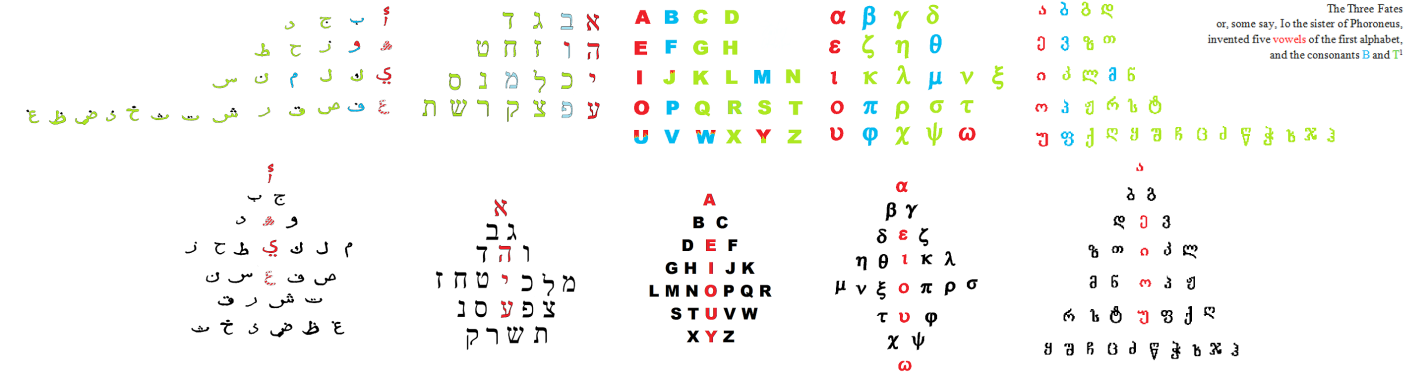 أ ب ج د
ه و ز ح ط
ي ك ل م ن س
ع ف ص ق ر ش ت ث خ ذ ض ظ غ
א ב ג ד
ה ו ז ח ט
י כ ל מ נ ס
ע פ צ ק ר ש ת
A B C D
E F G H
I J K L M N
O P Q R S T
U V W X Y Z
α β γ δ
ε ζ η θ
ι κ λ μ ν ξ
ο π ρ σ τ
υ φ χ ψ ω
ა ბ გ დ
ე ვ ზ თ
ი კ ლ მ ნ
ო პ ჟ რ ს ტ
უ ფ ქ ღ ყ შ ჩ ც ძ წ ჭ ხ ჯ ჰ
The Three Fates
or, some say, Io the sister of Phoroneus,
invented five vowels of the first alphabet,
and the consonants B and T¹
أ
ج ب
و ه د
م ل ك ي ط ح ز
ص ف ع س ن
ت ش ر ق
غ ظ ض ذ خ ث
א
ג ב
ו ה ד
מ ל כ י ט ח ז
צ פ ע ס נ
ת ש ר ק
A
B C
D E F
G H I J K
L M N O P Q R
S T U V W
X Y Z
α
β γ
δ ε ζ
η θ ι κ λ
μ ν ξ ο π ρ σ
τ υ φ
χ ψ
ω
ა
ბ გ
დ ე ვ
ზ თ ი კ ლ
მ ნ ო პ ჟ
რ ს ტ უ ფ ქ ღ
ყ შ ჩ ც ძ წ ჭ ხ ჯ ჰ